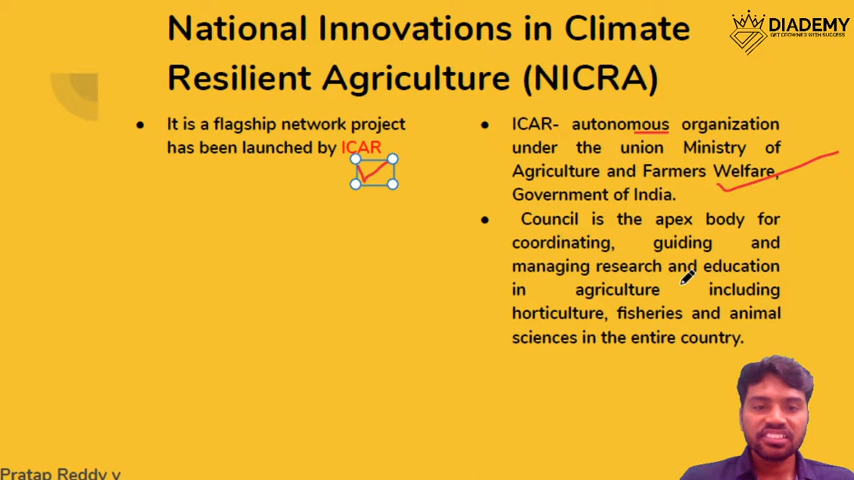 National Innovations in Climate
Resilient Agriculture (NICRA)
DIADEMY
GET CROWNED WITH SUCCESS
● It is a flagship network project
has been launched by ICAR
● ICAR- autonomous organization
under the union Ministry of
Agriculture and Farmers Welfare,
Government of India.
● Council is the apex body for
coordinating, guiding and
managing research and education
in agriculture including
horticulture, fisheries and animal
sciences in the entire country.
Pratap Reddy y